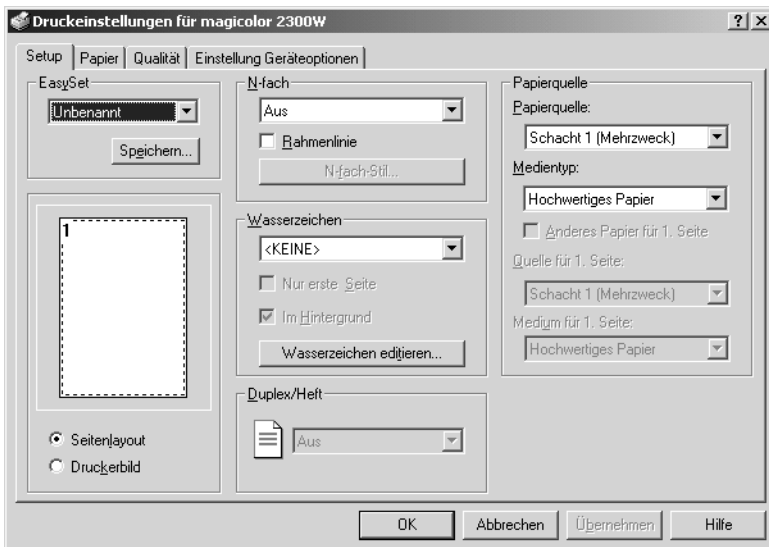 Druckeinstellungen für magicolor 2300W
Setup
Papier
Qualität
Einstellung Geräteoptionen
EasySet
Unbenannt
Speichern...
1
Seitenlayout
Druckerbild
N-fach
Aus
Rahmenlinie
N-fach-Stil...
Wasserzeichen
<KEINE>
Nur erste Seite
Im Hintergrund
Wasserzeichen editieren...
Duplex/Heft
Aus
Papierquelle
Papierquelle:
Schacht 1 (Mehrzweck)
Medientyp:
Hochwertiges Papier
Anderes Papier für 1. Seite
Quelle für 1. Seite:
Schacht 1 (Mehrzweck)
Medium für 1. Seite:
Hochwertiges Papier
OK
Abbrechen
Übernehmen
Hilfe